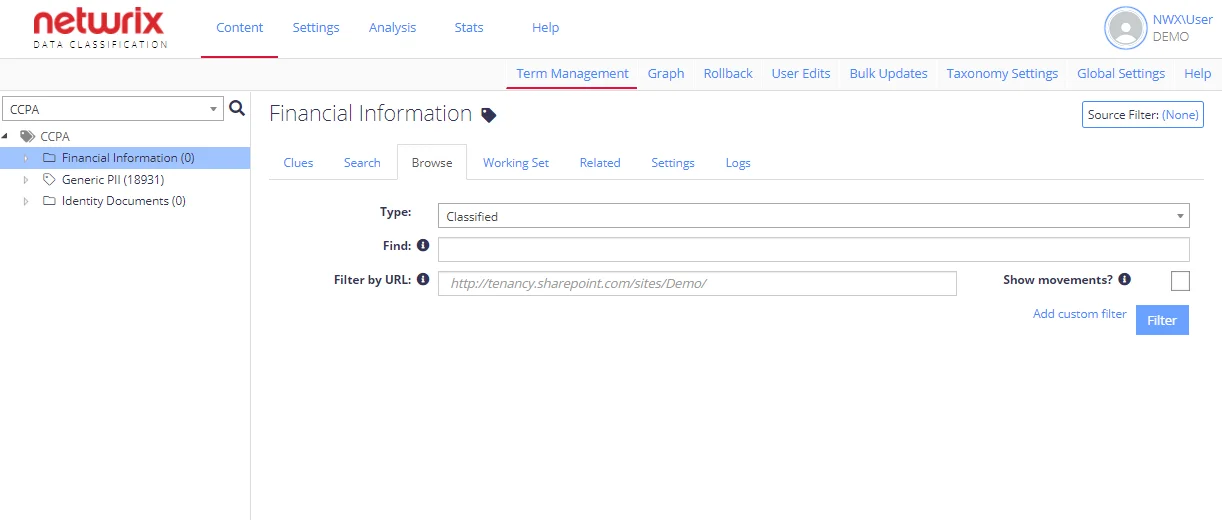 netwrix
DATA CLASSIFICATION
Content Settings Analysis Stats Help
NWX\User
DEMO
Term Management Graph Rollback User Edits Bulk Updates Taxonomy Settings Global Settings Help
CCPA
CCPA
Financial Information (0)
Generic PII (18931)
Identity Documents (0)
Financial Information
Source Filter: (None)
Clues Search Browse Working Set Related Settings Logs
Type: Classified
Find:
Filter by URL: http://tenancy.sharepoint.com/sites/Demo/ Show movements?
Add custom filter Filter